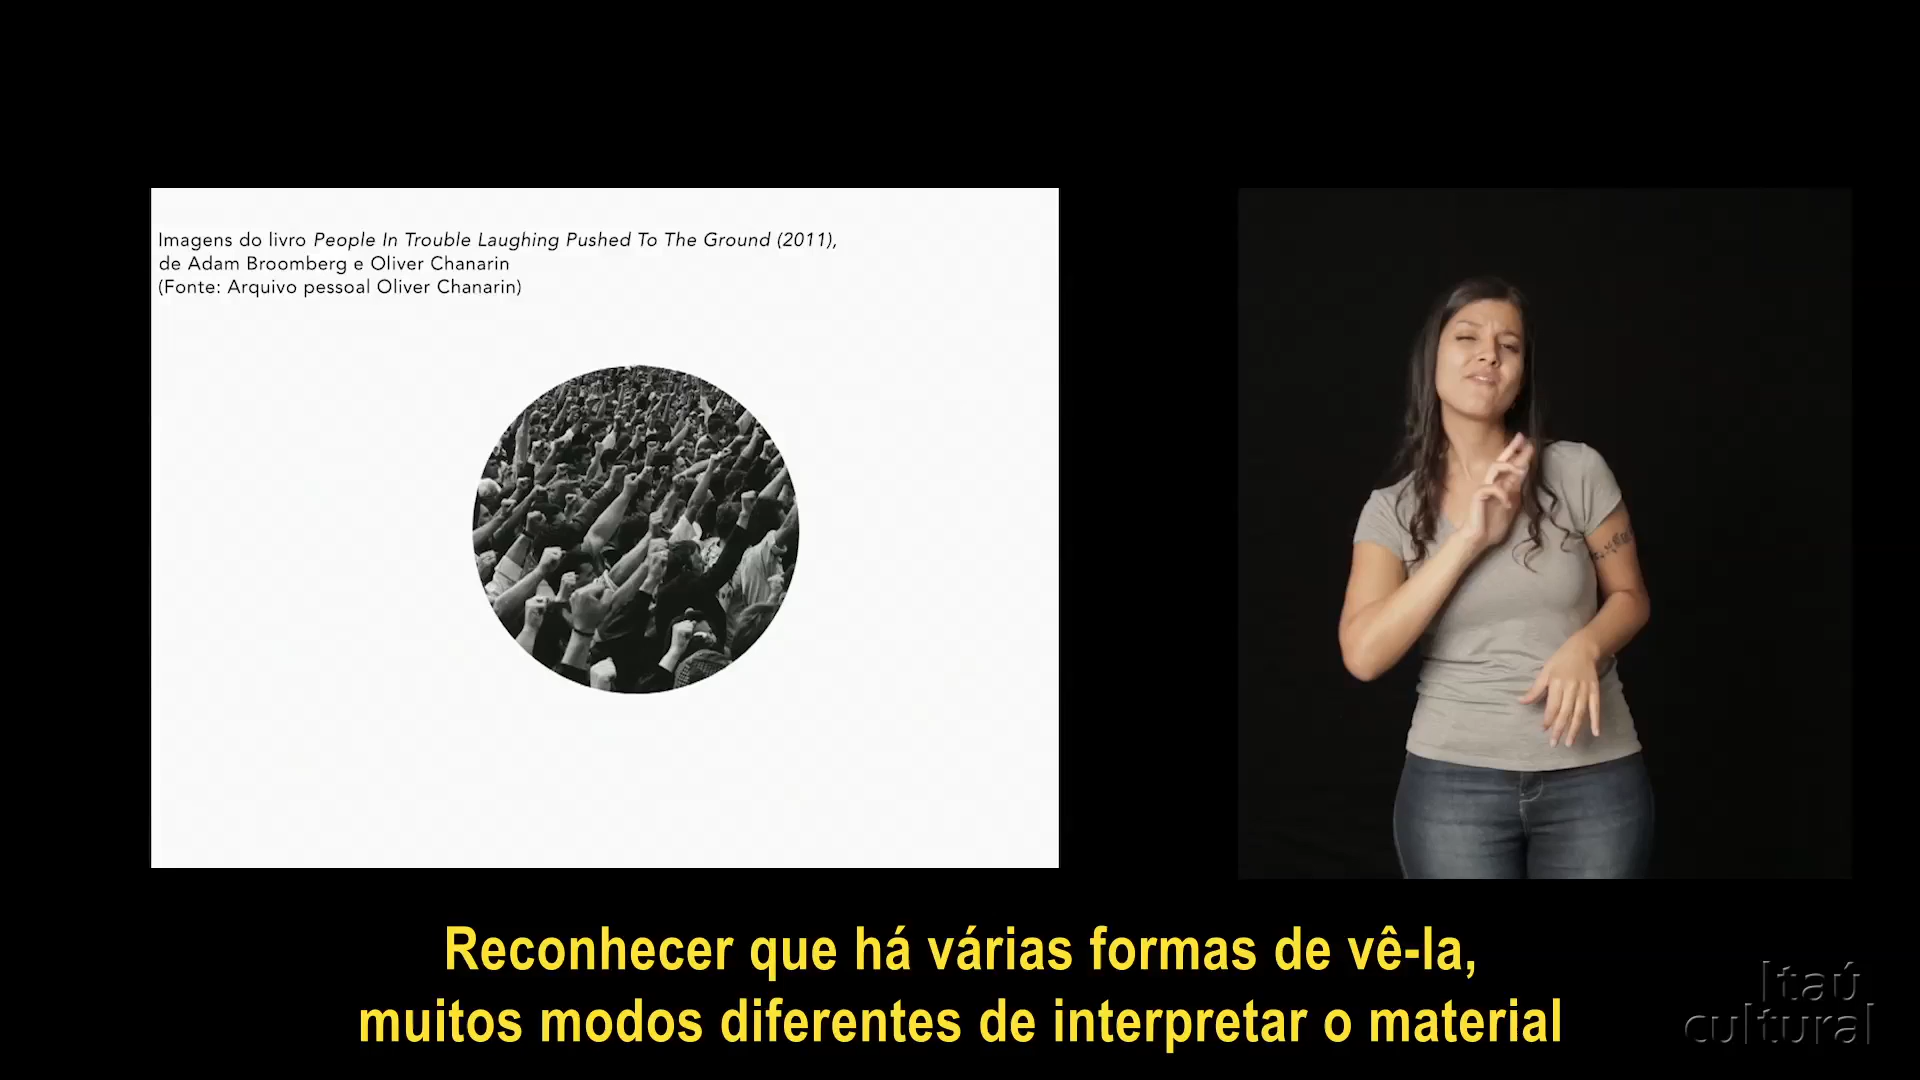 Imagens do livro People In Trouble Laughing Pushed To The Ground (2011),
de Adam Broomberg e Oliver Chanarin
(Fonte: Arquivo pessoal Oliver Chanarin)
Reconhecer que há várias formas de vê-la,
muitos modos diferentes de interpretar o material
Itaú
cultural